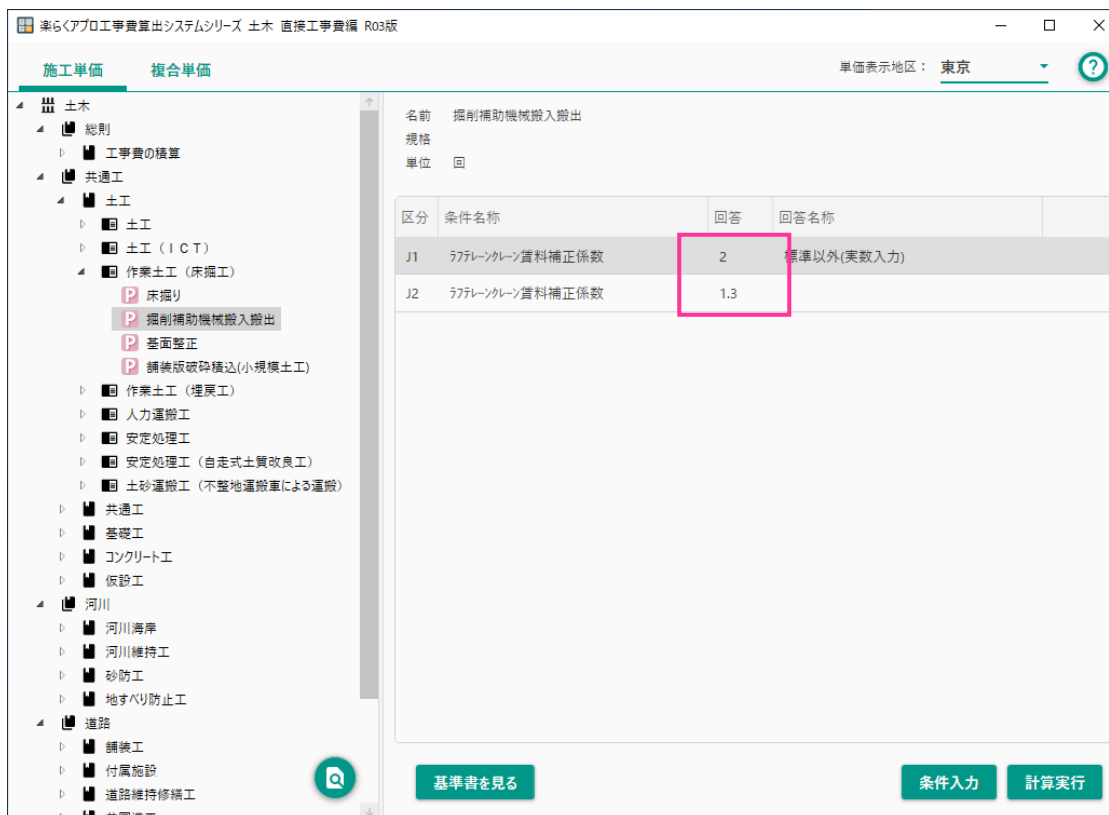 楽らくアプロ工事費算出システムシリーズ 土木 直接工事費編 R03版
施工単価 複合単価 単価表示地区： 東京
土木
総則
工事費の積算
共通工
土工
土工
土工（ＩＣＴ）
作業土工（床掘工）
P 床掘り
P 掘削補助機械搬入搬出
P 基面整正
P 舗装版破砕積込(小規模土工)
作業土工（埋戻工）
人力運搬工
安定処理工
安定処理工（自走式土質改良工）
土砂運搬工（不整地運搬車による運搬）
共通工
基礎工
コンクリート工
仮設工
河川
河川海岸
河川維持工
砂防工
地すべり防止工
道路
舗装工
付属施設
道路維持修繕工
共同溝工
名前 掘削補助機械搬入搬出
規格
単位 回
区分 条件名称 回答 回答名称
J1 ﾗﾌﾃﾚｰﾝｸﾚｰﾝ賃料補正係数 2 標準以外(実数入力)
J2 ﾗﾌﾃﾚｰﾝｸﾚｰﾝ賃料補正係数 1.3
基準書を見る 条件入力 計算実行